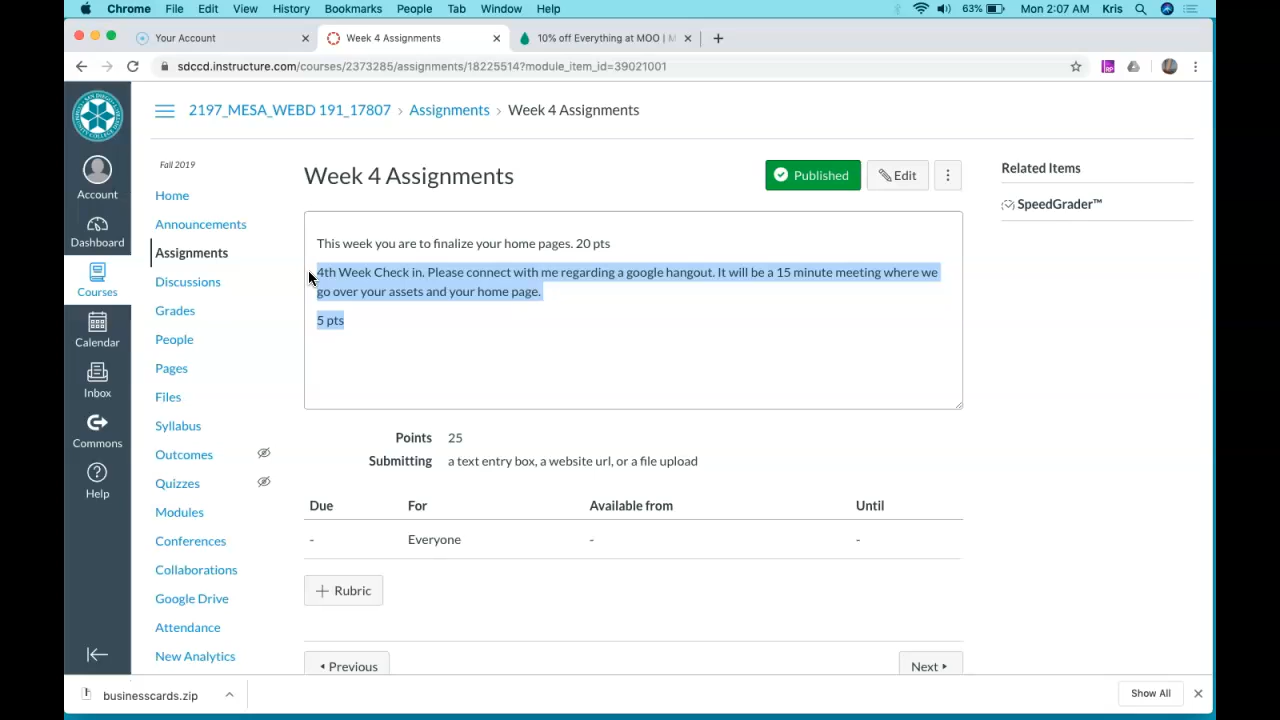 Chrome File Edit View History Bookmarks People Tab Window Help 63% Mon 2:07 AM Kris
Your Account Week 4 Assignments 10% off Everything at MOO | M
sdccd.instructure.com/courses/2373285/assignments/18225514?module_item_id=39021001
2197_MESA_WEBD 191_17807 › Assignments › Week 4 Assignments
Account
Dashboard
Courses
Calendar
Inbox
Commons
Help
Fall 2019
Home
Announcements
Assignments
Discussions
Grades
People
Pages
Files
Syllabus
Outcomes
Quizzes
Modules
Conferences
Collaborations
Google Drive
Attendance
New Analytics
Week 4 Assignments
Published Edit
This week you are to finalize your home pages. 20 pts
4th Week Check in. Please connect with me regarding a google hangout. It will be a 15 minute meeting where we
go over your assets and your home page.
5 pts
Points 25
Submitting a text entry box, a website url, or a file upload
Due For Available from Until
- Everyone - -
+ Rubric
Previous Next
Related Items
SpeedGrader™
businesscards.zip Show All